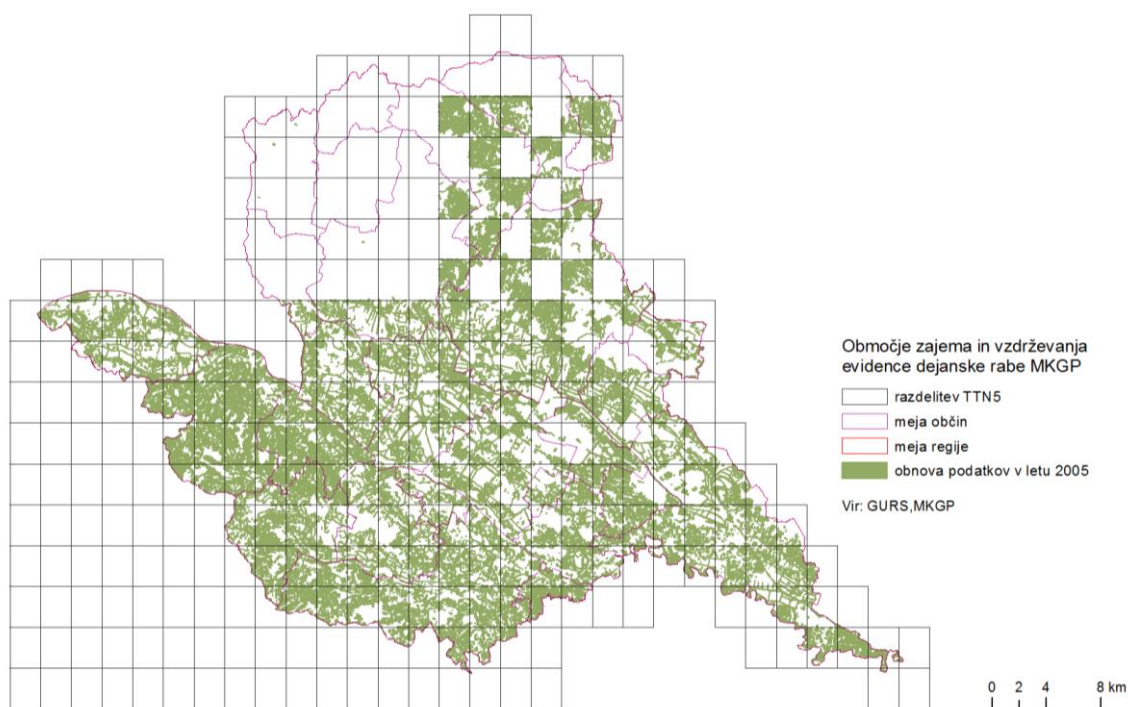 Območje zajema in vzdrževanja
evidence dejanske rabe MKGP
razdelitev TTN5
meja občin
meja regije
obnova podatkov v letu 2005
Vir: GURS,MKGP
0 2 4 8 km